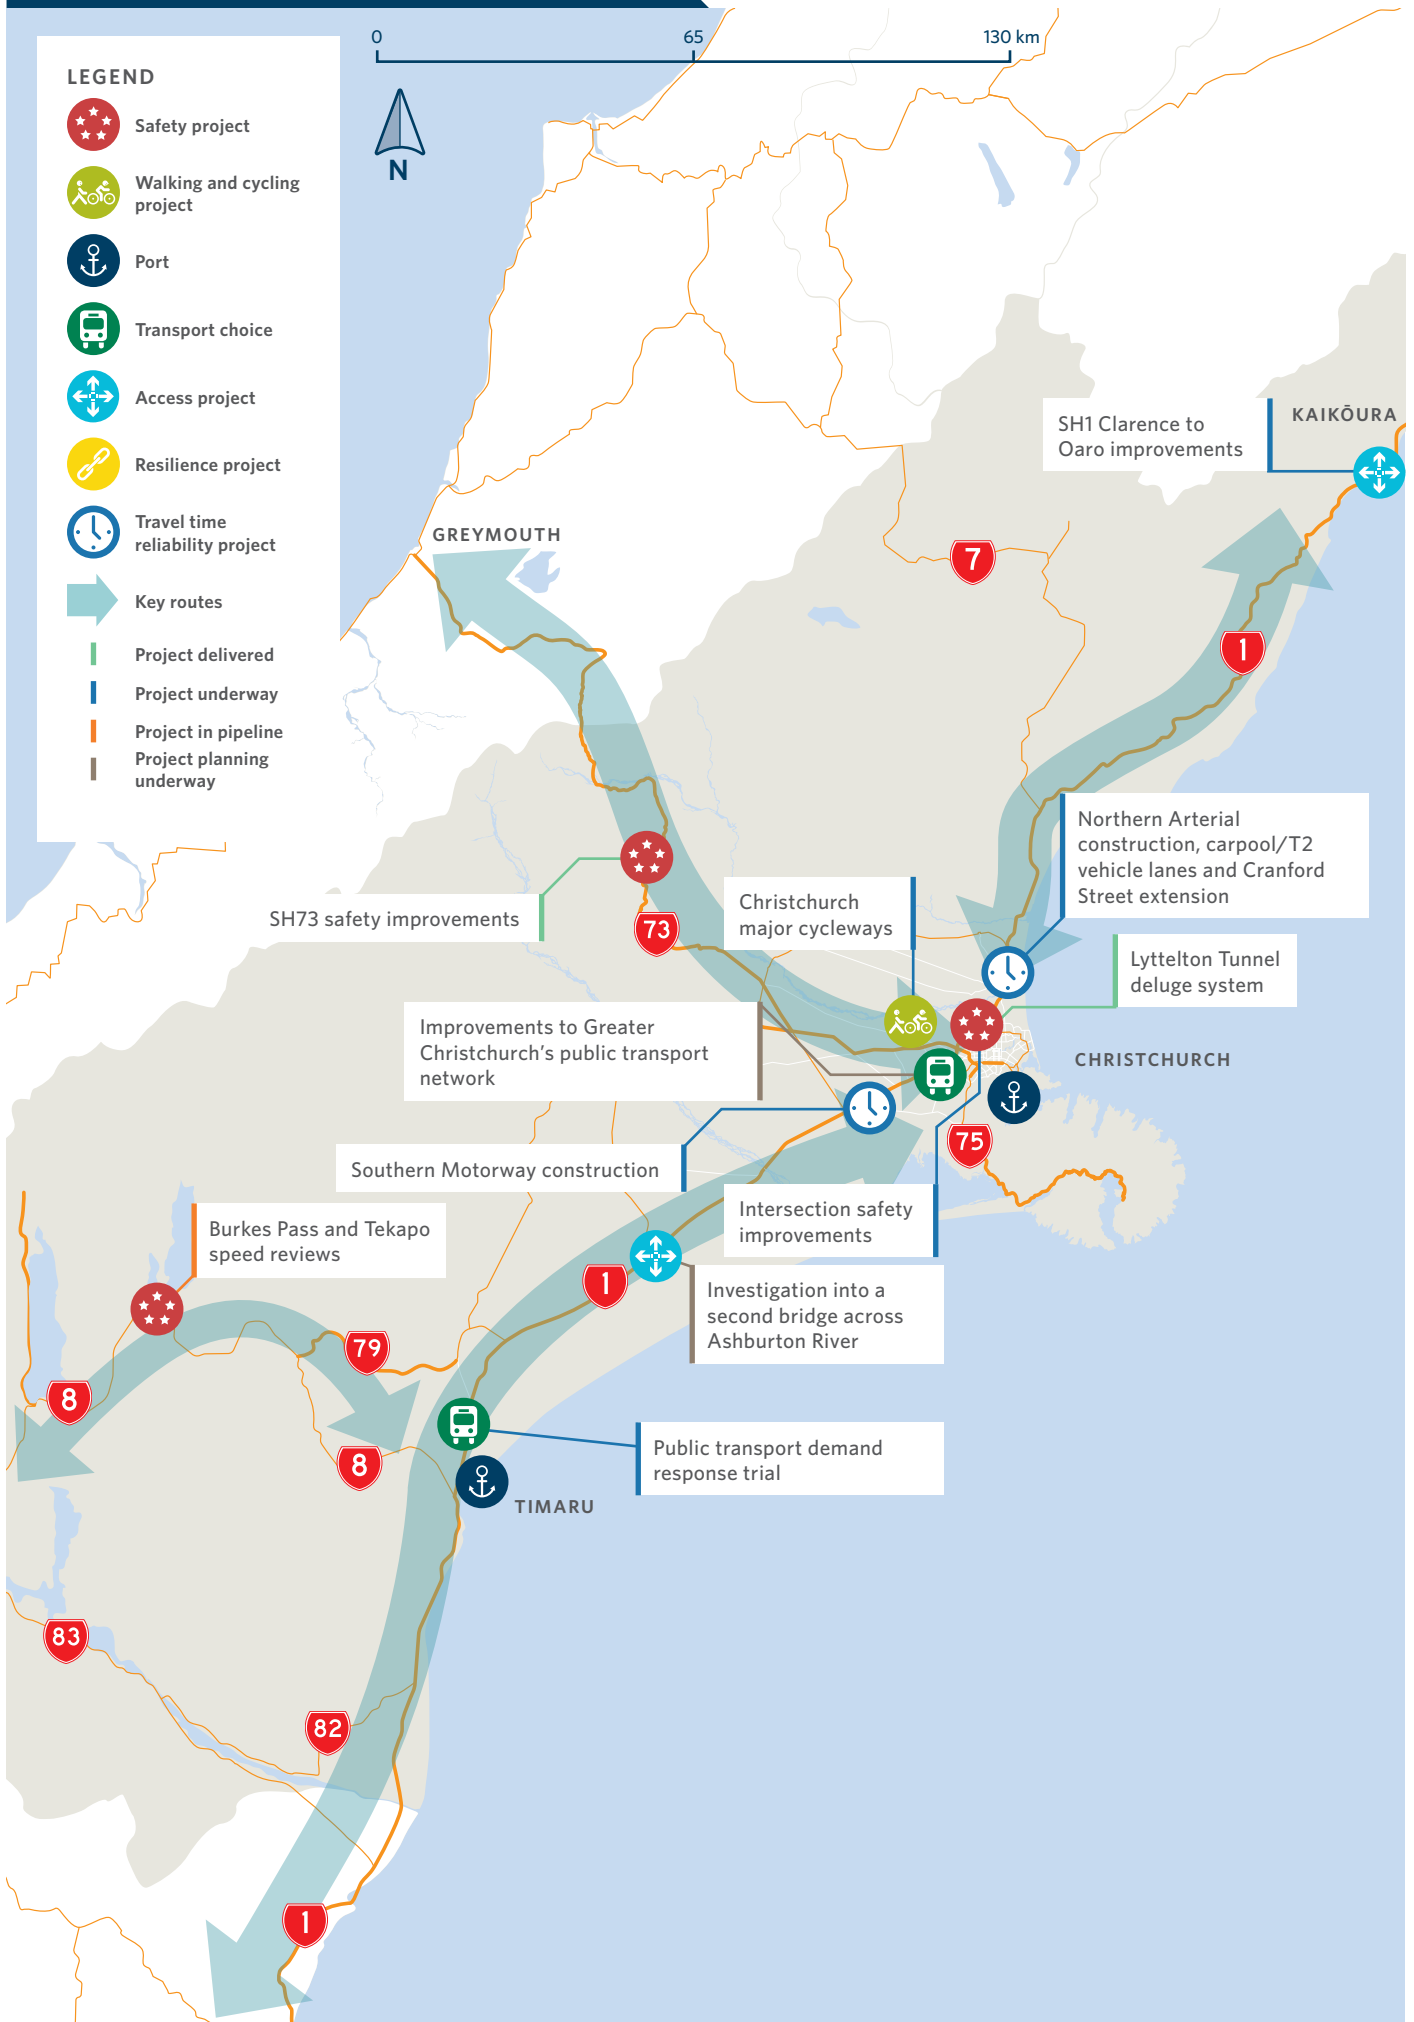 0 65 130 km
N
LEGEND
Safety project
Walking and cycling
project
Port
Transport choice
Access project
Resilience project
Travel time
reliability project
Key routes
Project delivered
Project underway
Project in pipeline
Project planning
underway
SH1 Clarence to
Oaro improvements
KAIKŌURA
GREYMOUTH
7
1
Northern Arterial
construction, carpool/T2
vehicle lanes and Cranford
Street extension
SH73 safety improvements
73
Christchurch
major cycleways
Lyttelton Tunnel
deluge system
Improvements to Greater
Christchurch's public transport
network
CHRISTCHURCH
75
Southern Motorway construction
Intersection safety
improvements
Burkes Pass and Tekapo
speed reviews
1
Investigation into a
second bridge across
Ashburton River
79
8
8
Public transport demand
response trial
TIMARU
83
82
1